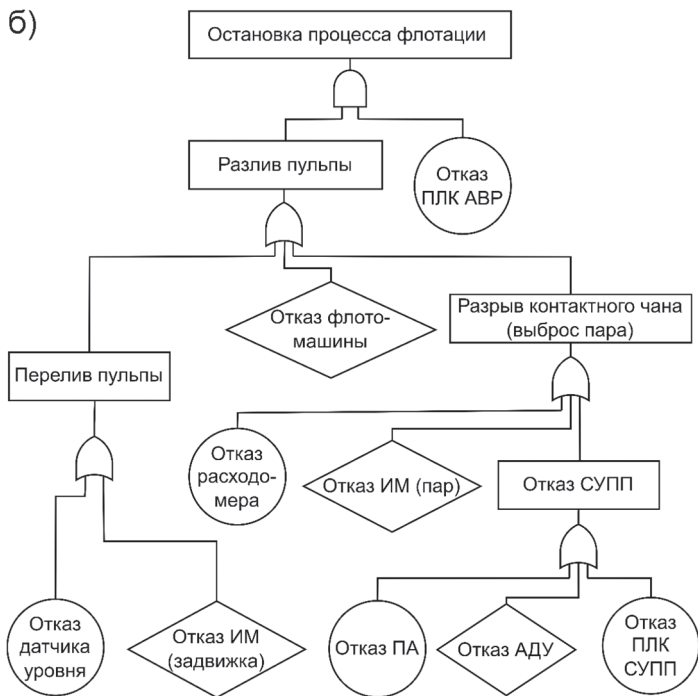 б)
Остановка процесса флотации
Разлив пульпы
Отказ
ПЛК АВР
Отказ флото-
машины
Разрыв контактного чана
(выброс пара)
Перелив пульпы
Отказ
расходо-
мера
Отказ ИМ (пар)
Отказ СУПП
Отказ
датчика
уровня
Отказ ИМ
(задвижка)
Отказ ПА
Отказ АДУ
Отказ
ПЛК
СУПП